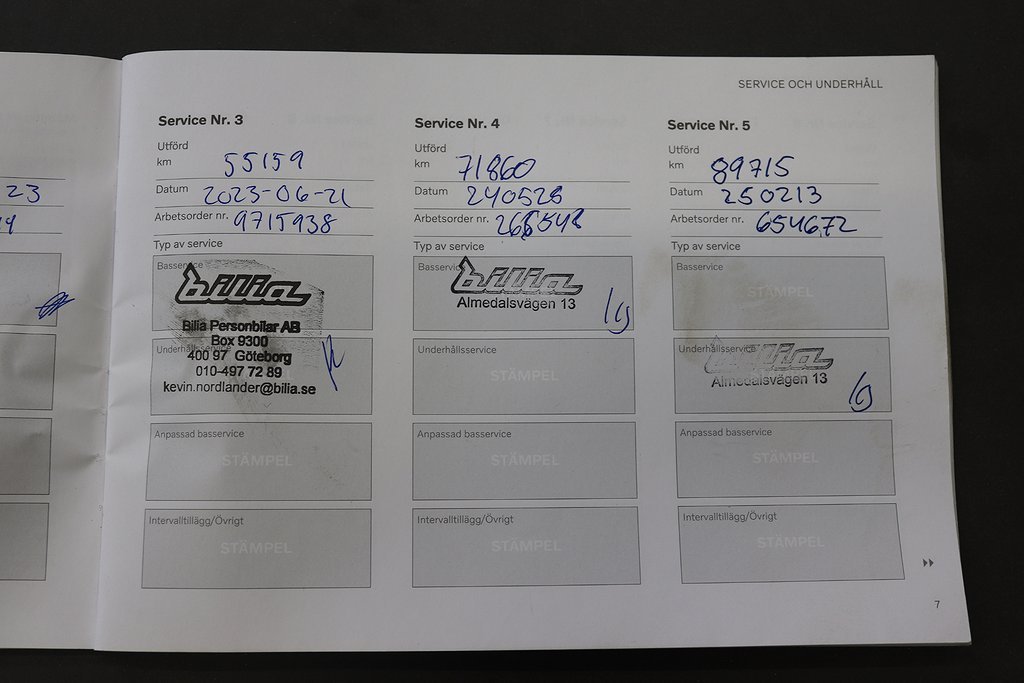 23
SERVICE OCH UNDERHÅLL
Service Nr. 3
Utförd
km 55159
Datum 2023-06-21
Arbetsorder nr. 9715938
Typ av service
Basservice
bilia
Bilia Personbilar AB
Box 9300
Underhållsservice
400 97 Göteborg
010-497 72 89
kevin.nordlander@bilia.se
Anpassad basservice
STÄMPEL
Intervalltillägg/Övrigt
STÄMPEL
Service Nr. 4
Utförd
km 71860
Datum 240528
Arbetsorder nr.
Typ av service
Basservice
bilia
Almedalsvägen 13
Underhållsservice
STÄMPEL
Anpassad basservice
STÄMPEL
Intervalltillägg/Övrigt
STÄMPEL
Service Nr. 5
Utförd
km 89715
Datum 250213
Arbetsorder nr. 654672
Typ av service
Basservice
STÄMPEL
Underhållsservice
bilia
Almedalsvägen 13
Anpassad basservice
STÄMPEL
Intervalltillägg/Övrigt
STÄMPEL
7